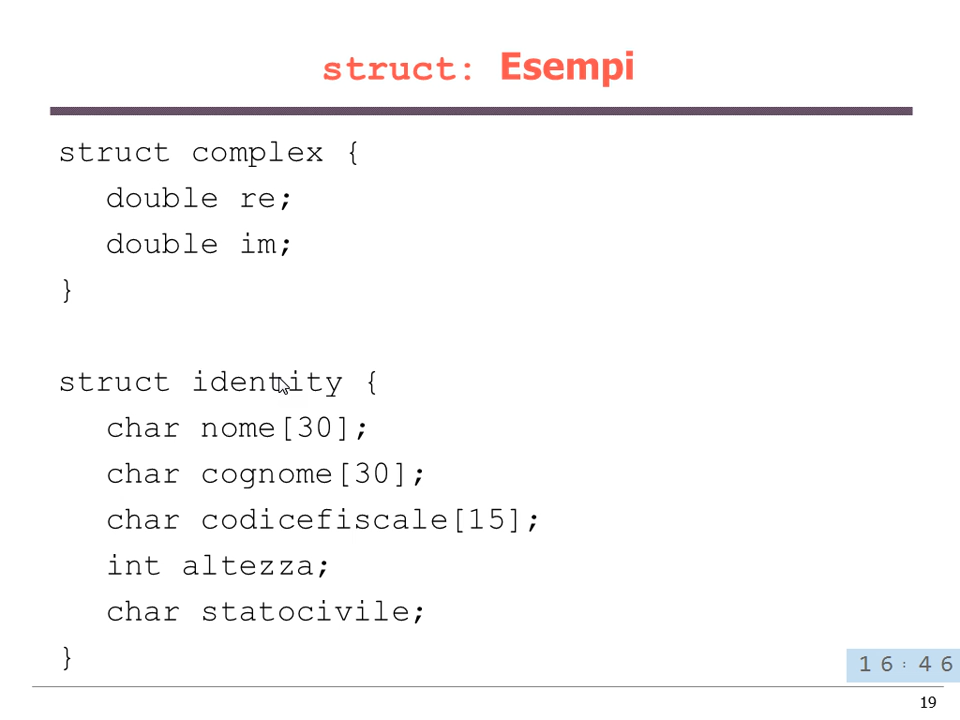 struct: Esempi
struct complex {
double re;
double im;
}
struct identity {
char nome[30];
char cognome[30];
char codicefiscale[15];
int altezza;
char statocivile;
}
16:46
19